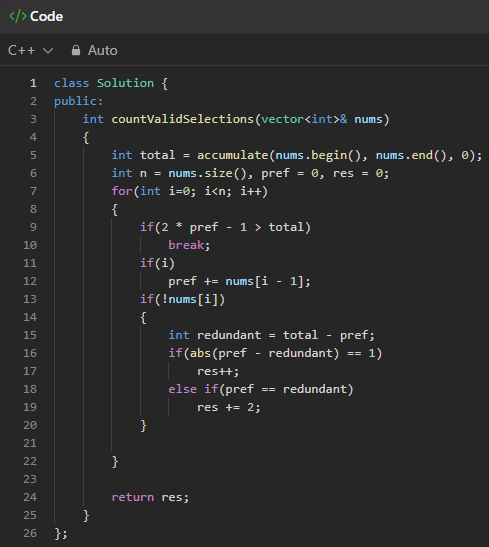 </> Code
C++ Auto
1 class Solution {
2 public:
3     int countValidSelections(vector<int>& nums)
4     {
5         int total = accumulate(nums.begin(), nums.end(), 0);
6         int n = nums.size(), pref = 0, res = 0;
7         for(int i=0; i<n; i++)
8         {
9             if(2 * pref - 1 > total)
10                 break;
11             if(i)
12                 pref += nums[i - 1];
13             if(!nums[i])
14             {
15                 int redundant = total - pref;
16                 if(abs(pref - redundant) == 1)
17                     res++;
18                 else if(pref == redundant)
19                     res += 2;
20             }
21
22         }
23
24         return res;
25     }
26 };